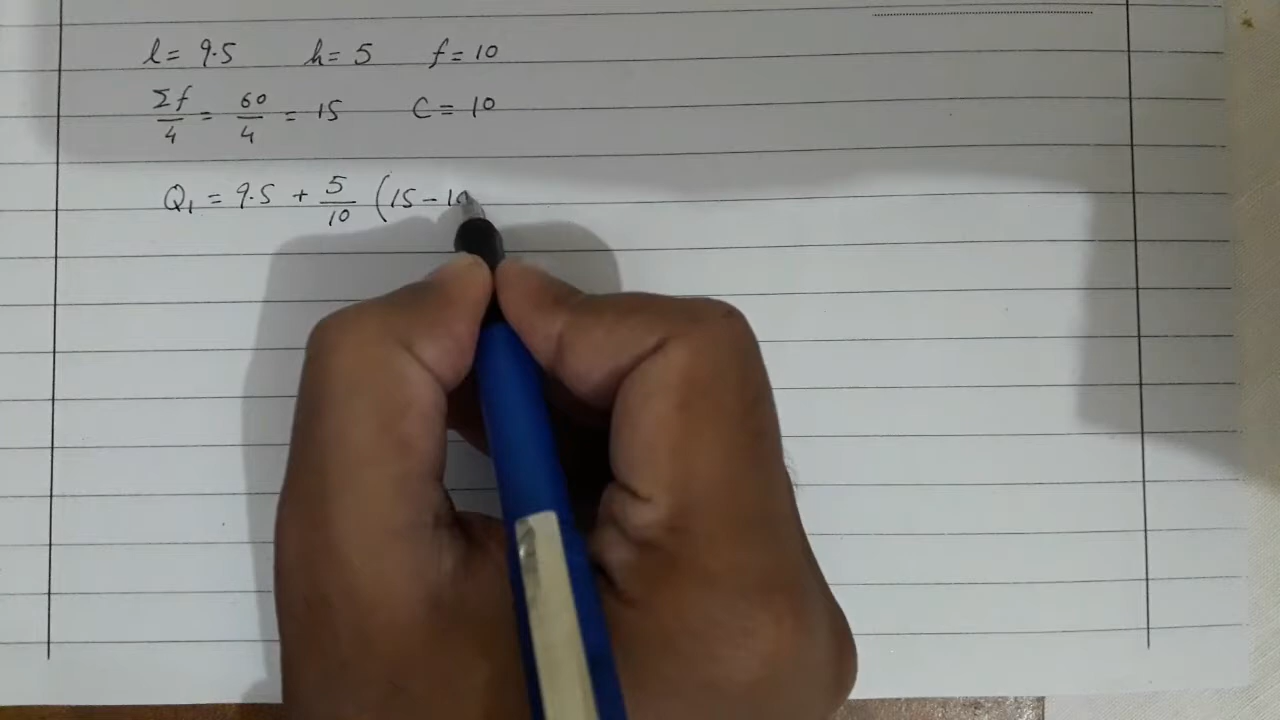 l = 9.5 h = 5 f = 10
Σf/4 = 60/4 = 15 C = 10
Q₁ = 9.5 + 5/10 (15 - 10